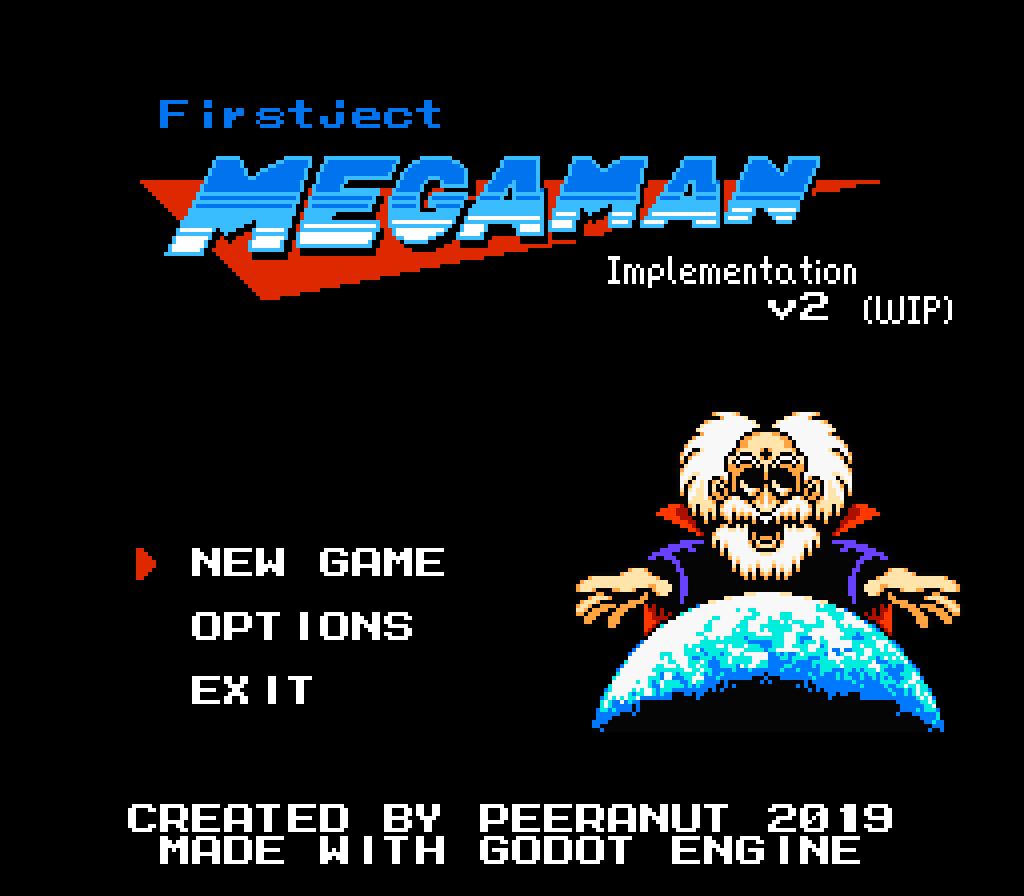 Firstject
MEGAMAN
Implementation
v2 (WIP)
NEW GAME
OPTIONS
EXIT
CREATED BY PEERANUT 2019
MADE WITH GODOT ENGINE